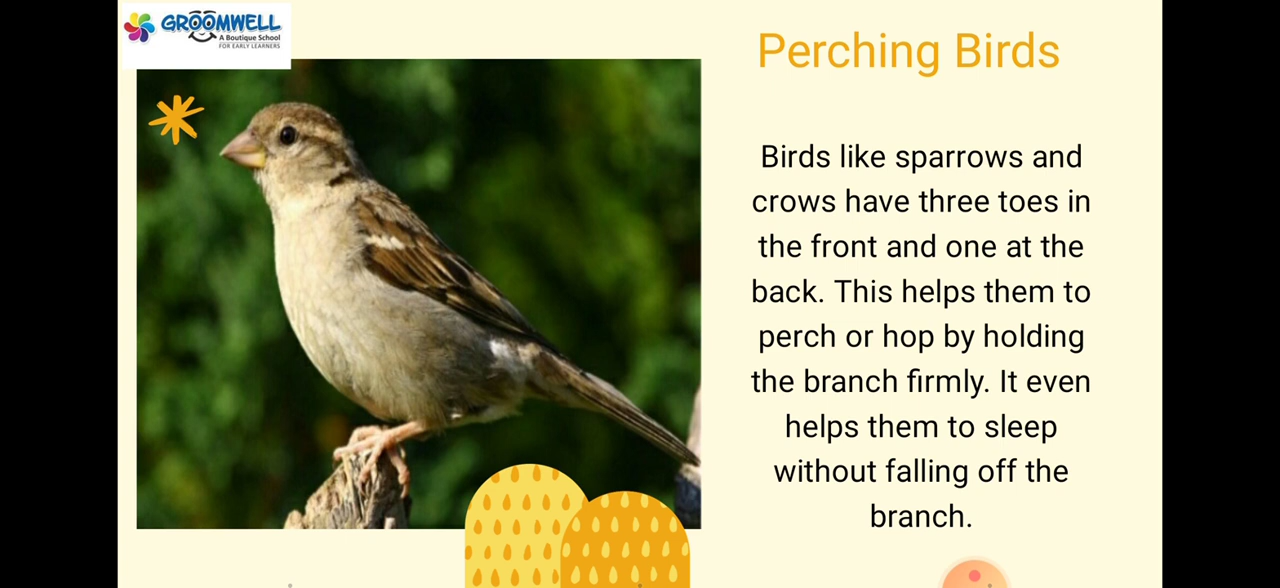 GROOMWELL
A Boutique School
FOR EARLY LEARNERS
Perching Birds
Birds like sparrows and
crows have three toes in
the front and one at the
back. This helps them to
perch or hop by holding
the branch firmly. It even
helps them to sleep
without falling off the
branch.